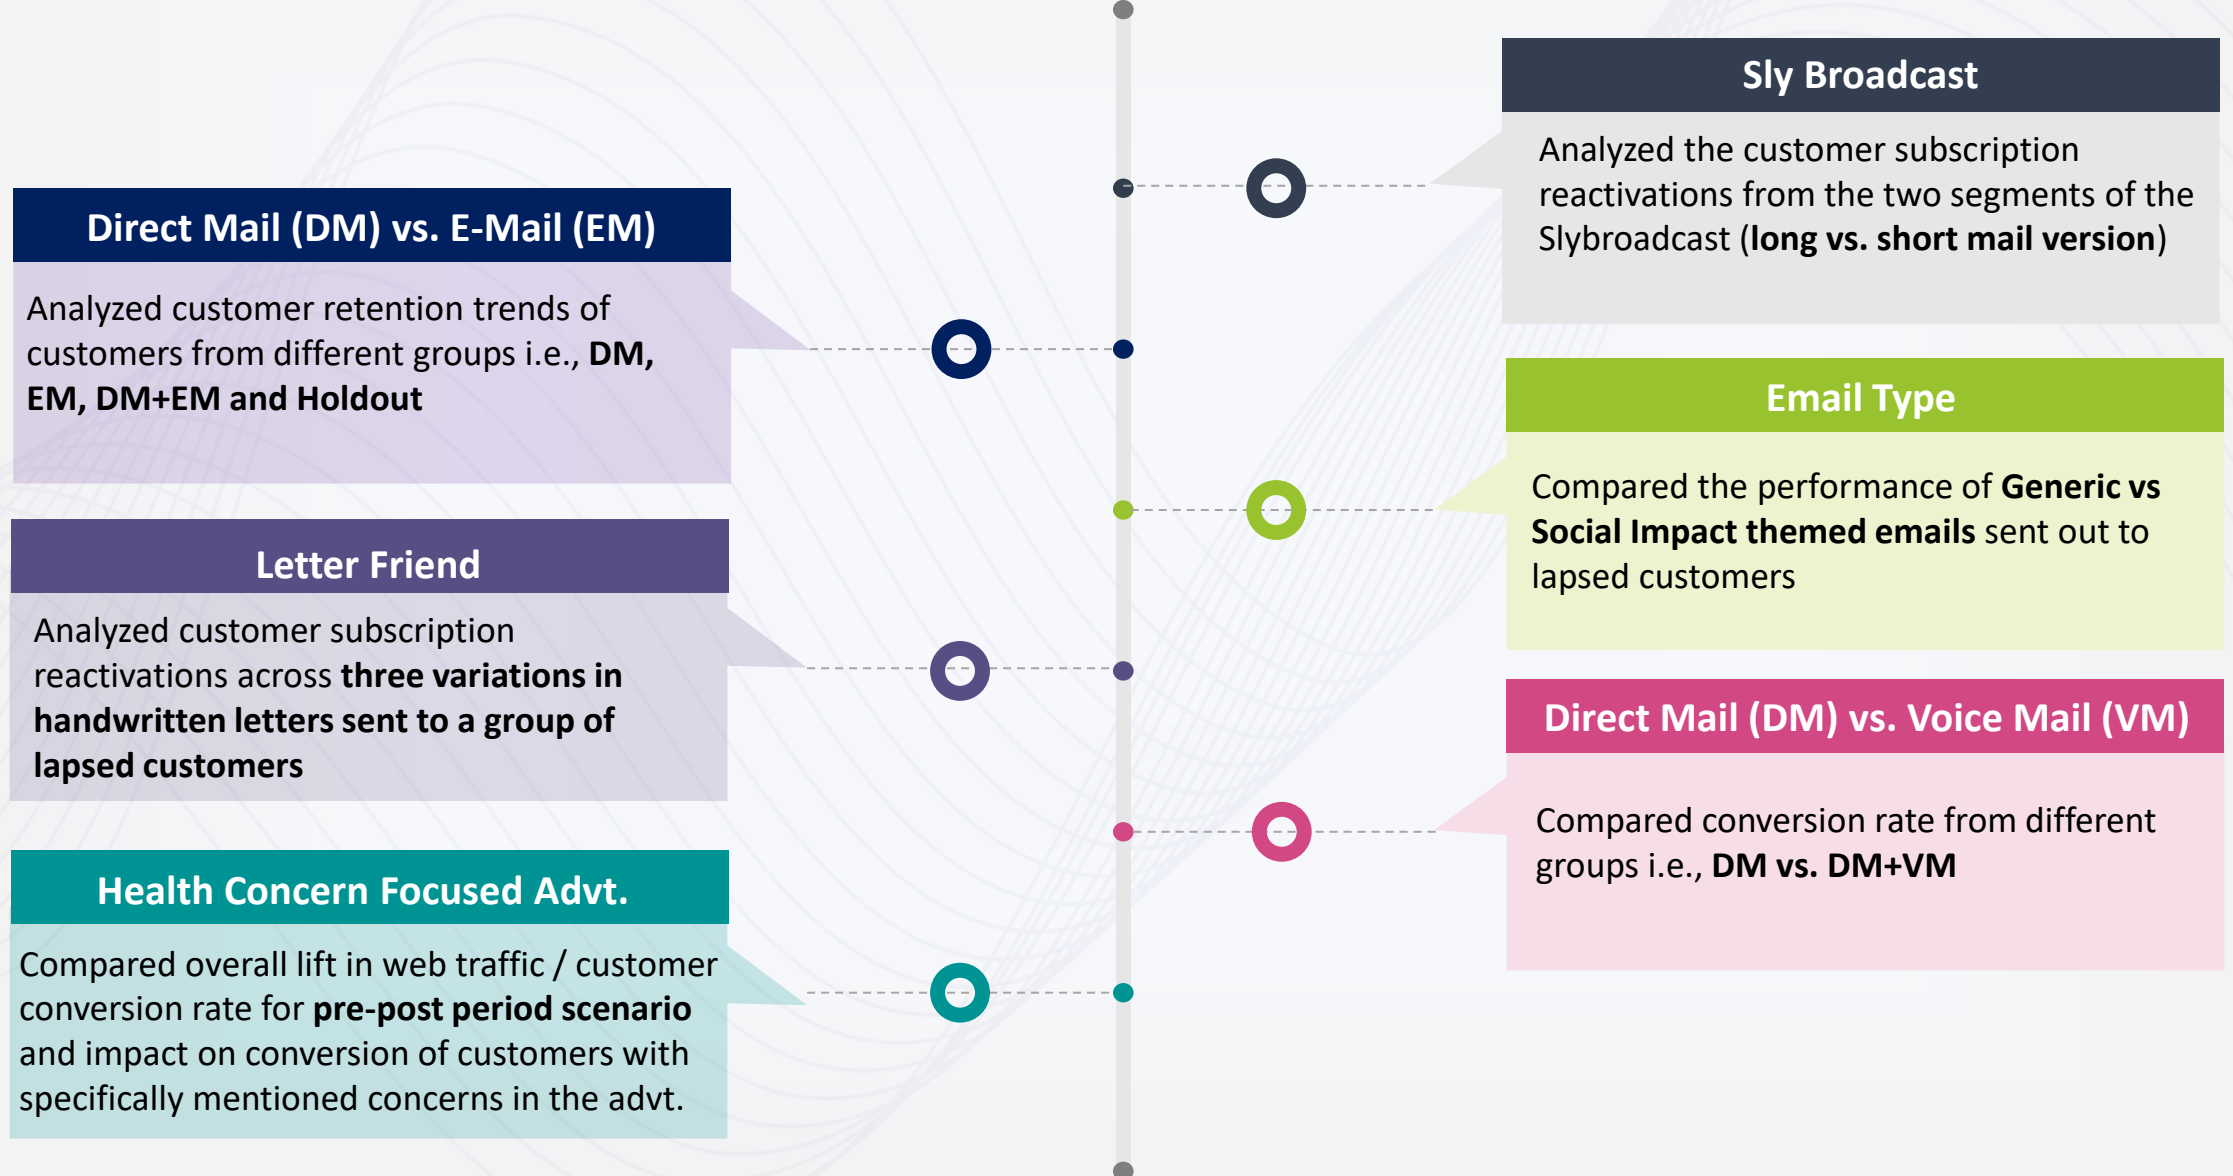 Sly Broadcast
Analyzed the customer subscription
reactivations from the two segments of the
Slybroadcast (long vs. short mail version)
Direct Mail (DM) vs. E-Mail (EM)
Analyzed customer retention trends of
customers from different groups i.e., DM,
EM, DM+EM and Holdout
Email Type
Compared the performance of Generic vs
Social Impact themed emails sent out to
lapsed customers
Letter Friend
Analyzed customer subscription
reactivations across three variations in
handwritten letters sent to a group of
lapsed customers
Direct Mail (DM) vs. Voice Mail (VM)
Compared conversion rate from different
groups i.e., DM vs. DM+VM
Health Concern Focused Advt.
Compared overall lift in web traffic / customer
conversion rate for pre-post period scenario
and impact on conversion of customers with
specifically mentioned concerns in the advt.